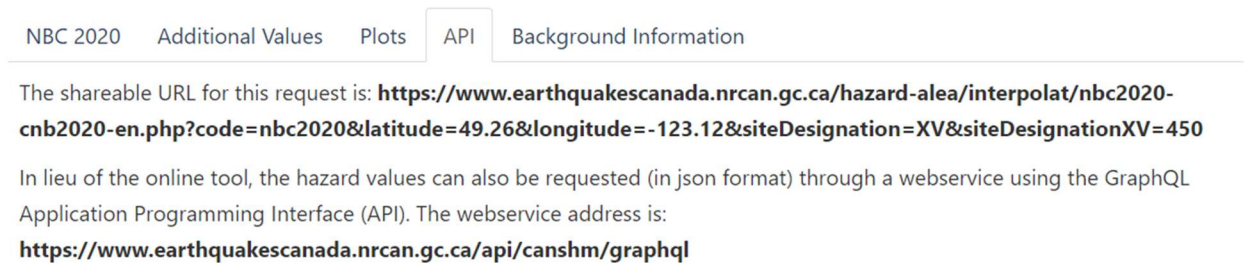 NBC 2020 Additional Values Plots API Background Information
The shareable URL for this request is: https://www.earthquakescanada.nrcan.gc.ca/hazard-alea/interpolat/nbc2020-
cnb2020-en.php?code=nbc2020&latitude=49.26&longitude=-123.12&siteDesignation=XV&siteDesignationXV=450
In lieu of the online tool, the hazard values can also be requested (in json format) through a webservice using the GraphQL
Application Programming Interface (API). The webservice address is:
https://www.earthquakescanada.nrcan.gc.ca/api/canshm/graphql